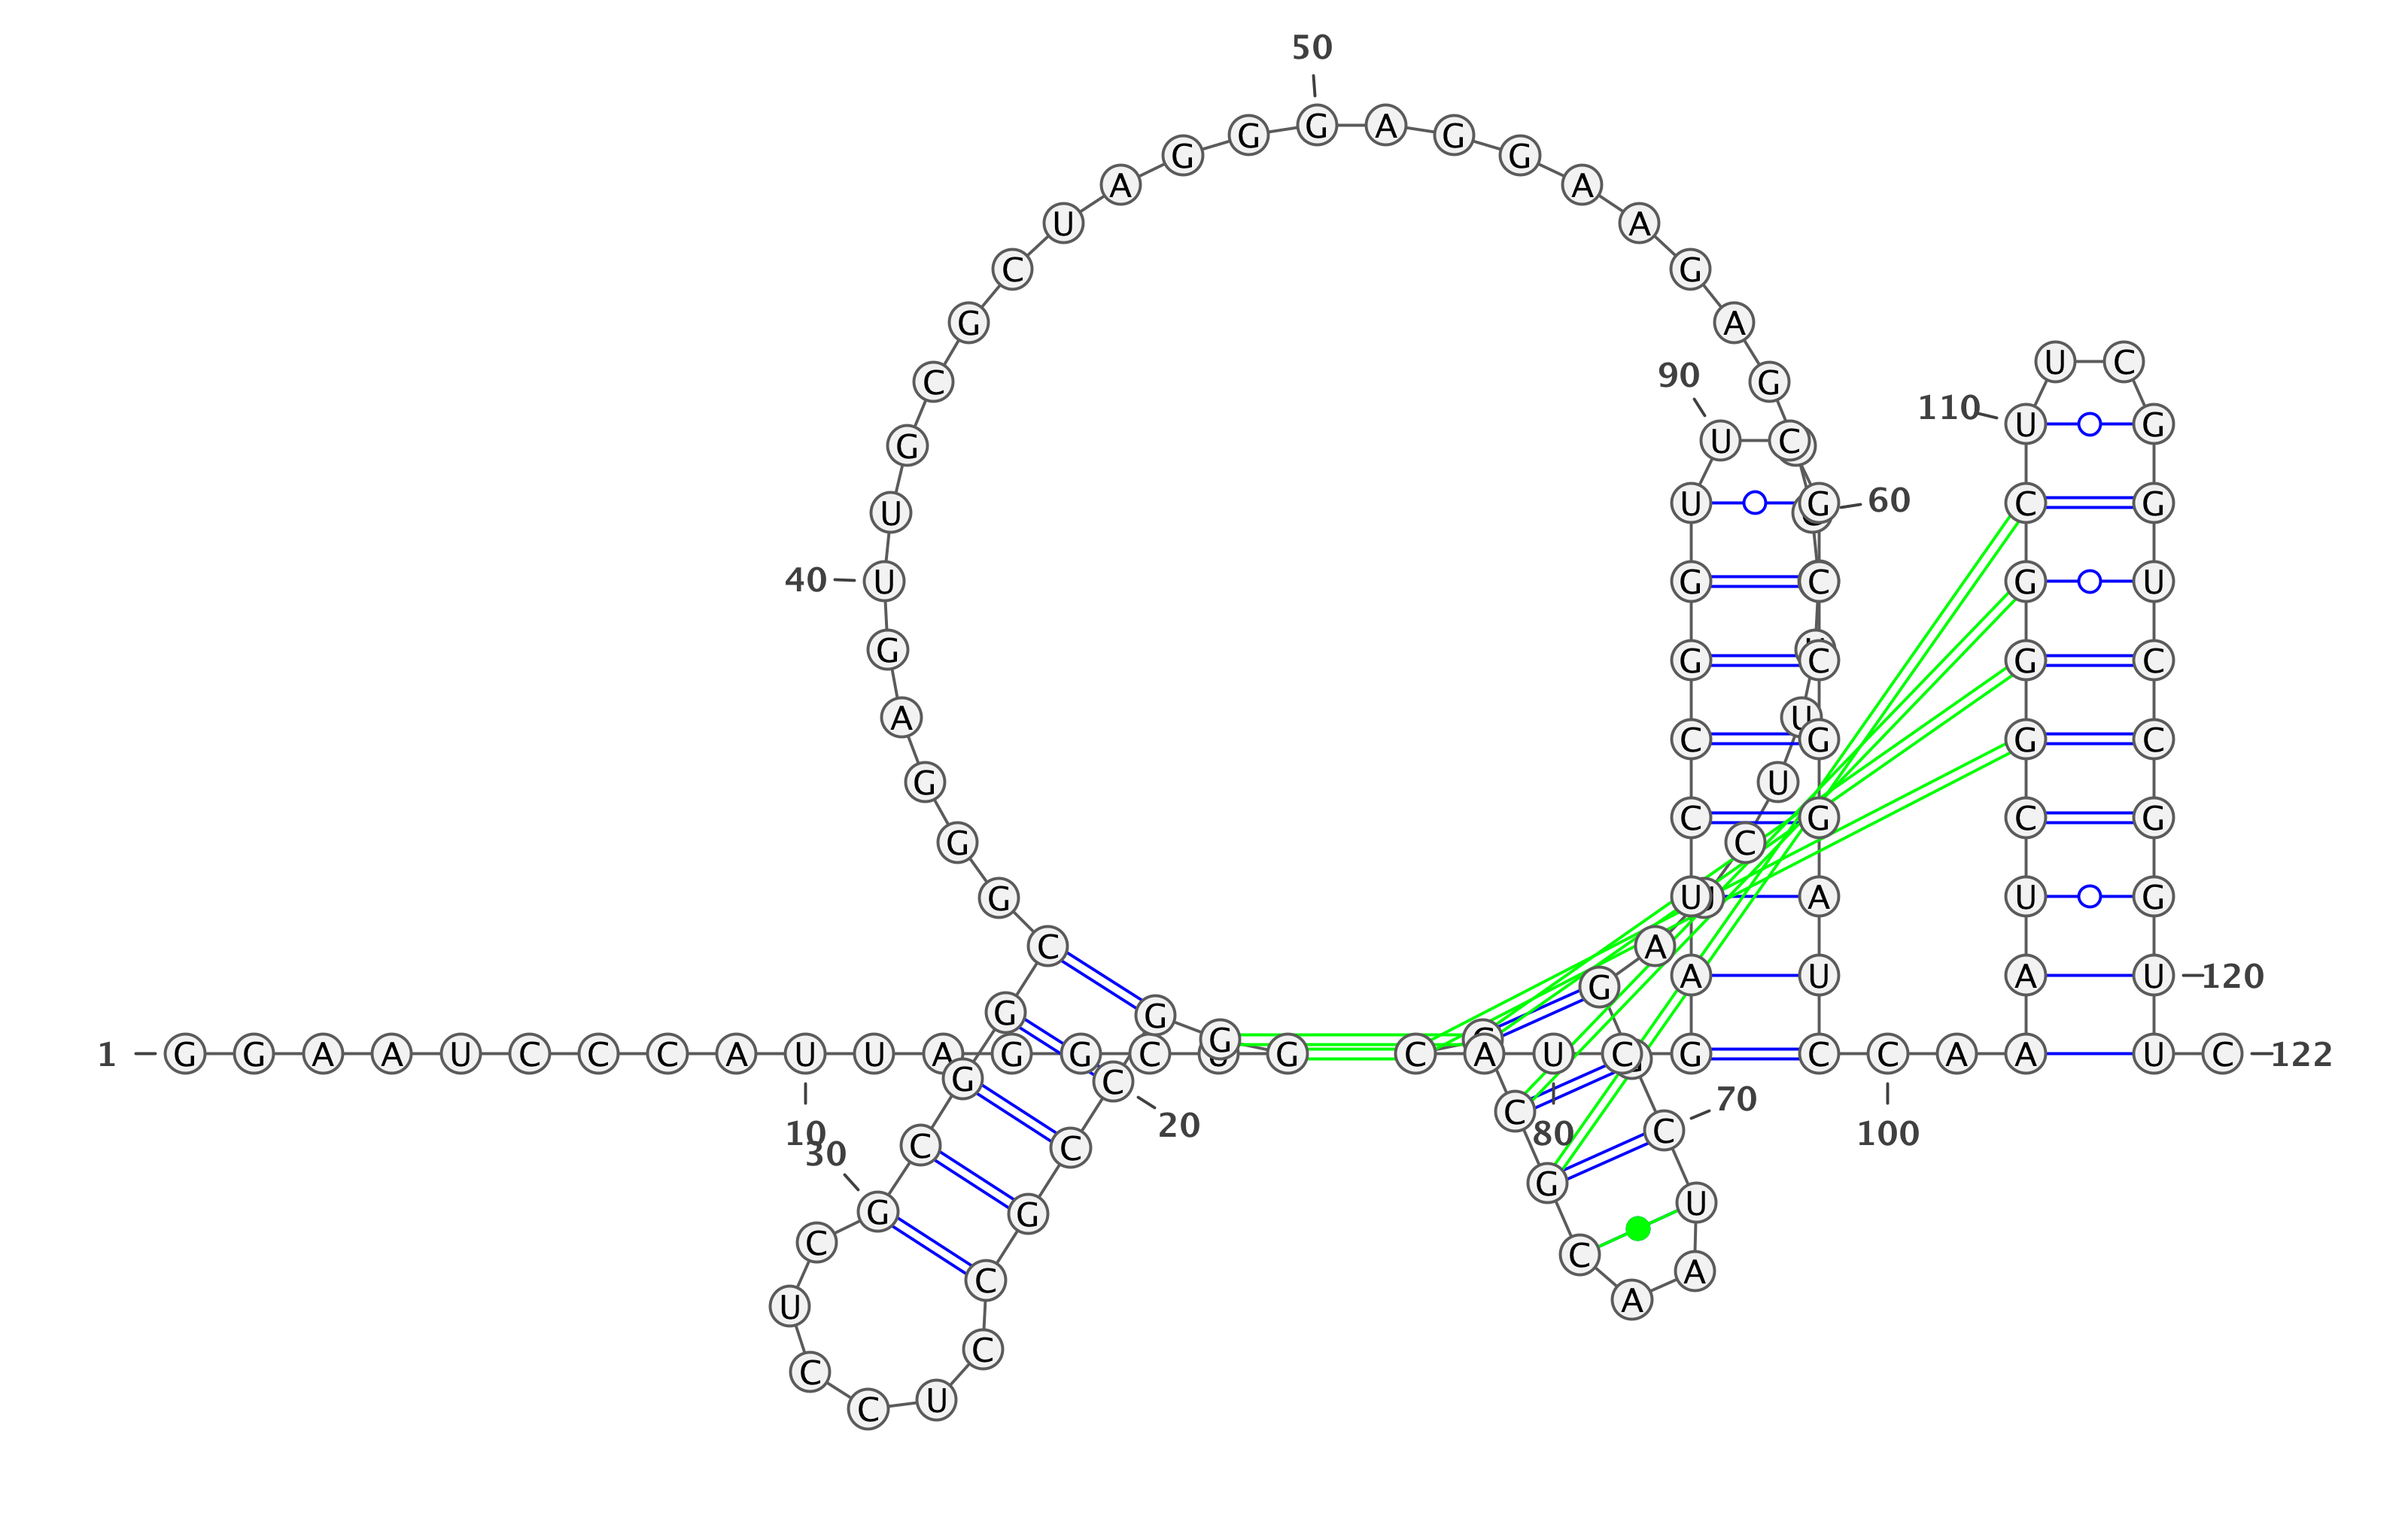 50
G G A G
G G
A A
U A
C G
G A
U C
90
C G
110 U G
G U C
U U G 60 C G
40 U G C G U
G G C G C
A U
C G G C
G U
C G C G
G C
G U A U G
C A
A U A U 120
G
G G
1 G G A A U C C C A U U A G G C G G C A U C G C C A A U C 122
G C
C 70
20
10 80 100
C C C
30
G G G U
C C C
A A
U
C C
C U